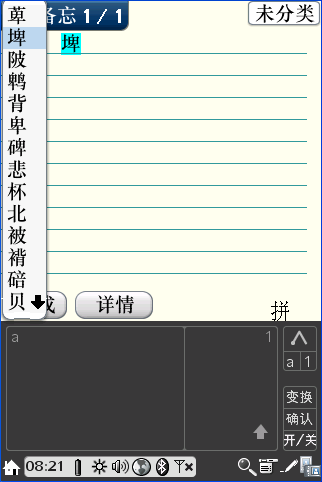 备忘 1 / 1
未分类
埤
萆
埤
陂
鹎
背
卑
碑
悲
杯
北
被
褙
碚
贝
成
详情
拼
a
1
a 1
变换
确认
开/关
08:21